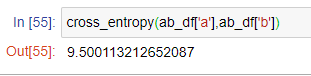 In [55]: cross_entropy(ab_df['a'],ab_df['b'])
Out[55]: 9.500113212652087